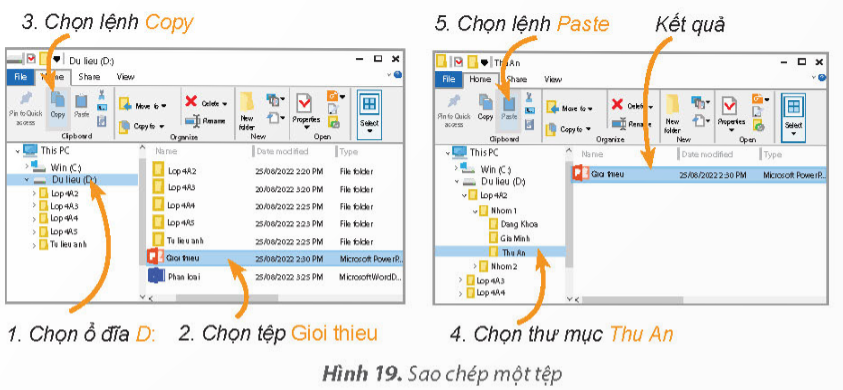 3. Chọn lệnh Copy
5. Chọn lệnh Paste
Kết quả
Du lieu (D:)
File Home Share View
Pin to Quick access
Copy
Paste
Move to
Copy to
Delete
Rename
New folder
Properties
Select
Clipboard Organize New Open
This PC
Win (C:)
Du lieu (D:)
Lop 4A2
Lop 4A3
Lop 4A4
Lop 4A5
Tu lieu anh
Name Date modified Type
Lop 4A2 25/08/2022 2:20 PM File folder
Lop 4A3 20/08/2022 3:20 PM File folder
Lop 4A4 20/08/2022 2:25 PM File folder
Lop 4A5 25/08/2022 2:25 PM File folder
Tu lieu anh 25/08/2022 2:25 PM File folder
Gioi thieu 25/08/2022 2:30 PM Microsoft PowerP...
Phan loai 25/08/2022 3:25 PM Microsoft Word D...
Thu An
File Home Share View
Pin to Quick access
Copy
Paste
Move to
Copy to
Delete
Rename
New folder
Properties
Select
Clipboard Organize New Open
This PC
Win (C:)
Du lieu (D:)
Lop 4A2
Nhom 1
Dang Khoa
Gia Minh
Thu An
Nhom 2
Lop 4A3
Lop 4A4
Name Date modified Type
Gioi thieu 25/08/2022 2:30 PM Microsoft PowerP...
1. Chọn ổ đĩa D:
2. Chọn tệp Gioi thieu
4. Chọn thư mục Thu An
Hình 19. Sao chép một tệp